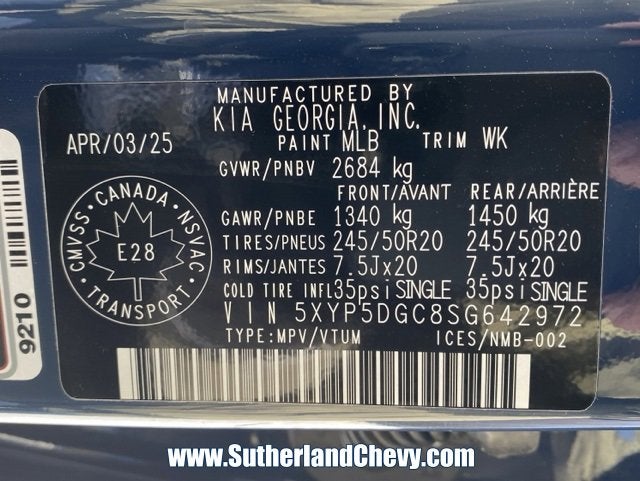 MANUFACTURED BY
KIA GEORGIA, INC.
APR/03/25 PAINT MLB TRIM WK
GVWR/PNBV 2684 kg
FRONT/AVANT REAR/ARRIÈRE
GAWR/PNBE 1340 kg 1450 kg
TIRES/PNEUS 245/50R20 245/50R20
RIMS/JANTES 7.5Jx20 7.5Jx20
COLD TIRE INFL 35psi SINGLE 35psi SINGLE
VIN 5XYP5DGC8SG642972
TYPE:MPV/VTUM ICES/NMB-002
CMVSS • CANADA • NSVAC
E28
TRANSPORT
9210
www.SutherlandChevy.com